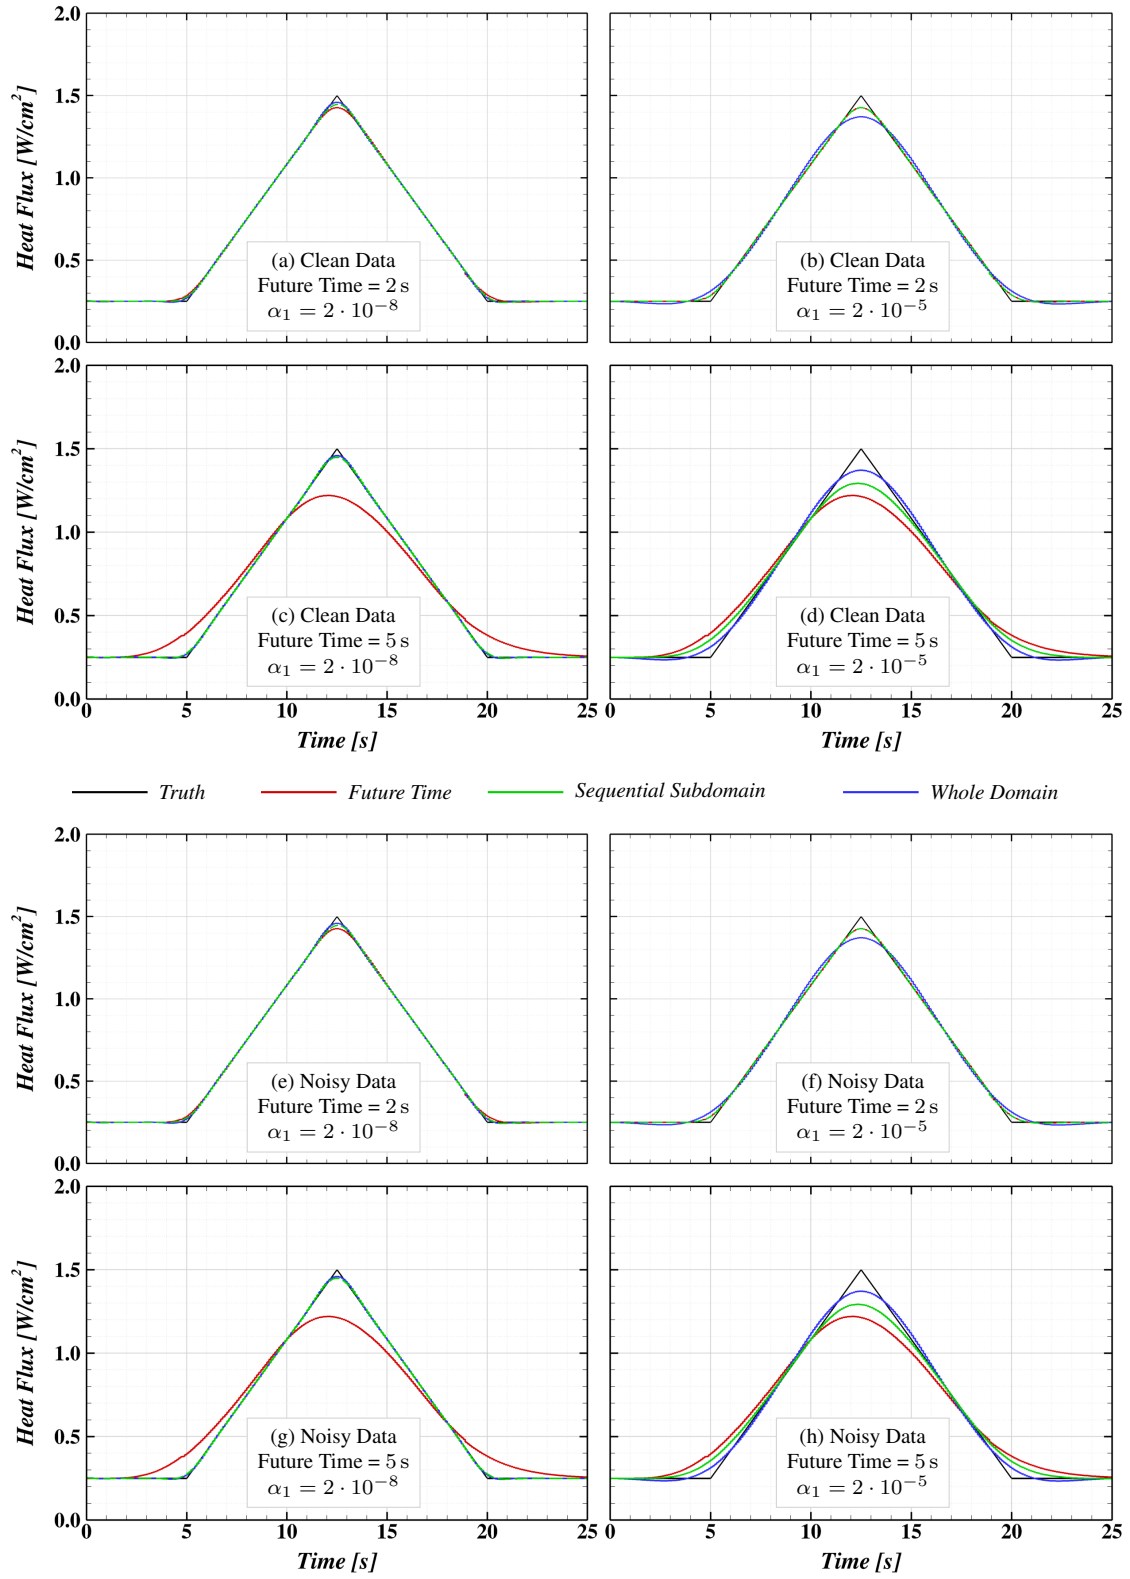 2.0
1.5
1.0
0.5
0.0
Heat Flux [W/cm²]
(a) Clean Data
Future Time = 2 s
α₁ = 2 · 10⁻⁸
(b) Clean Data
Future Time = 2 s
α₁ = 2 · 10⁻⁵
2.0
1.5
1.0
0.5
0.0
Heat Flux [W/cm²]
(c) Clean Data
Future Time = 5 s
α₁ = 2 · 10⁻⁸
(d) Clean Data
Future Time = 5 s
α₁ = 2 · 10⁻⁵
0 5 10 15 20 25
0 5 10 15 20 25
Time [s] Time [s]
Truth Future Time Sequential Subdomain Whole Domain
2.0
1.5
1.0
0.5
0.0
Heat Flux [W/cm²]
(e) Noisy Data
Future Time = 2 s
α₁ = 2 · 10⁻⁸
(f) Noisy Data
Future Time = 2 s
α₁ = 2 · 10⁻⁵
2.0
1.5
1.0
0.5
0.0
Heat Flux [W/cm²]
(g) Noisy Data
Future Time = 5 s
α₁ = 2 · 10⁻⁸
(h) Noisy Data
Future Time = 5 s
α₁ = 2 · 10⁻⁵
0 5 10 15 20 25
5 10 15 20 25
Time [s] Time [s]